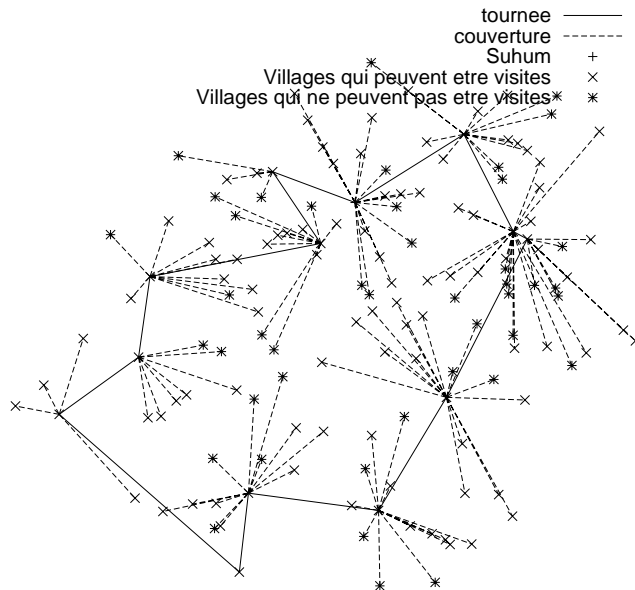 tournee
couverture
Suhum
Villages qui peuvent etre visites
Villages qui ne peuvent pas etre visites